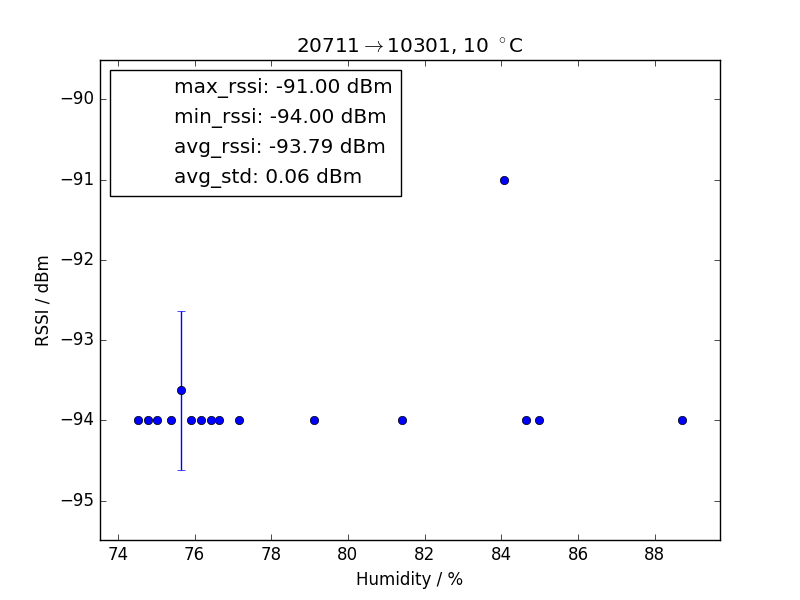 20711→10301, 10 °C
max_rssi: -91.00 dBm
min_rssi: -94.00 dBm
avg_rssi: -93.79 dBm
avg_std: 0.06 dBm
RSSI / dBm
−90
−91
−92
−93
−94
−95
74 76 78 80 82 84 86 88
Humidity / %